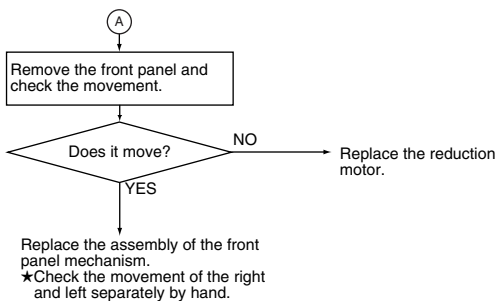 A
Remove the front panel and
check the movement.
Does it move?
NO
Replace the reduction
motor.
YES
Replace the assembly of the front
panel mechanism.
★Check the movement of the right
and left separately by hand.